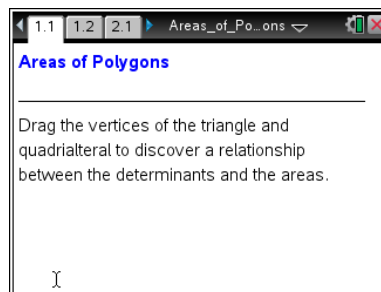 1.1 1.2 2.1 Areas_of_Po...ons
Areas of Polygons
Drag the vertices of the triangle and
quadrialteral to discover a relationship
between the determinants and the areas.